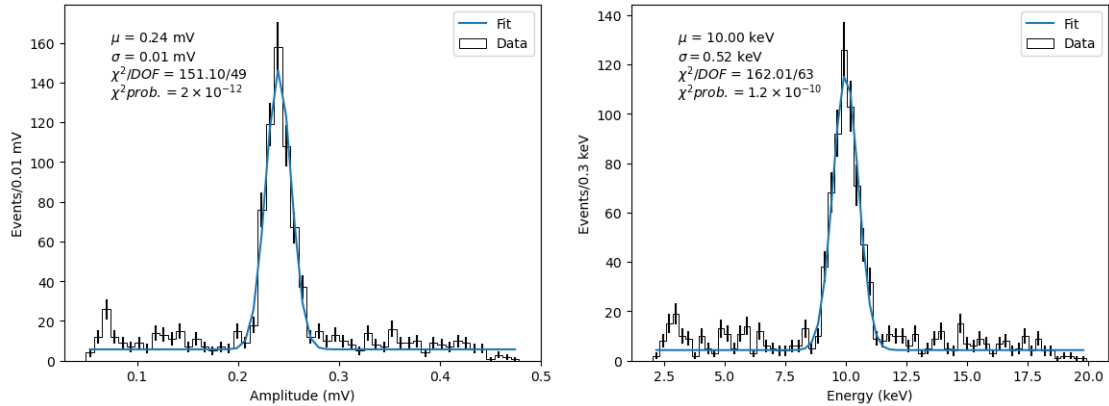 160
140
120
100
80
60
40
20
0
Events/0.01 mV
μ = 0.24 mV
σ = 0.01 mV
χ²/DOF = 151.10/49
χ²prob. = 2 × 10⁻¹²
Fit
Data
0.1 0.2 0.3 0.4 0.5
Amplitude (mV)
140
120
100
80
60
40
20
0
Events/0.3 keV
μ = 10.00 keV
σ = 0.52 keV
χ²/DOF = 162.01/63
χ²prob. = 1.2 × 10⁻¹⁰
Fit
Data
2.5 5.0 7.5 10.0 12.5 15.0 17.5 20.0
Energy (keV)